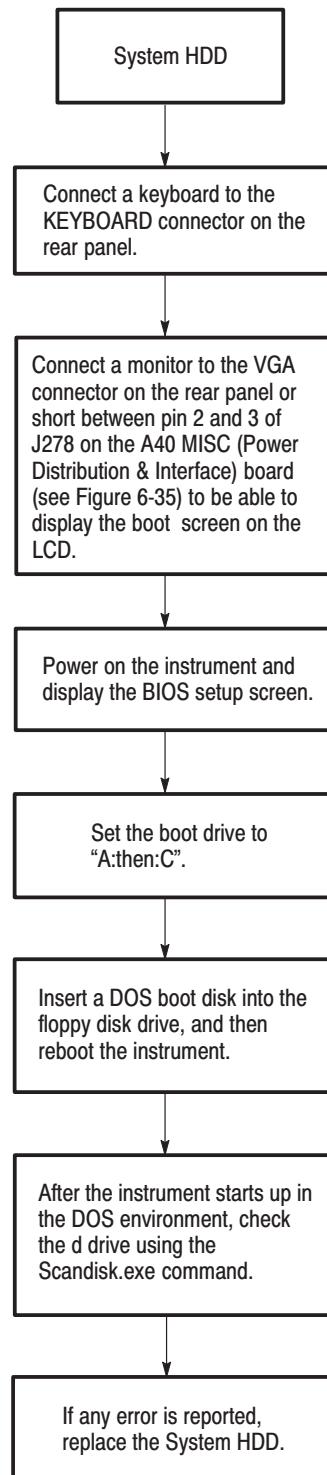 System HDD
Connect a keyboard to the
KEYBOARD connector on the
rear panel.
Connect a monitor to the VGA
connector on the rear panel or
short between pin 2 and 3 of
J278 on the A40 MISC (Power
Distribution & Interface) board
(see Figure 6-35) to be able to
display the boot screen on the
LCD.
Power on the instrument and
display the BIOS setup screen.
Set the boot drive to
“A:then:C”.
Insert a DOS boot disk into the
floppy disk drive, and then
reboot the instrument.
After the instrument starts up in
the DOS environment, check
the d drive using the
Scandisk.exe command.
If any error is reported,
replace the System HDD.